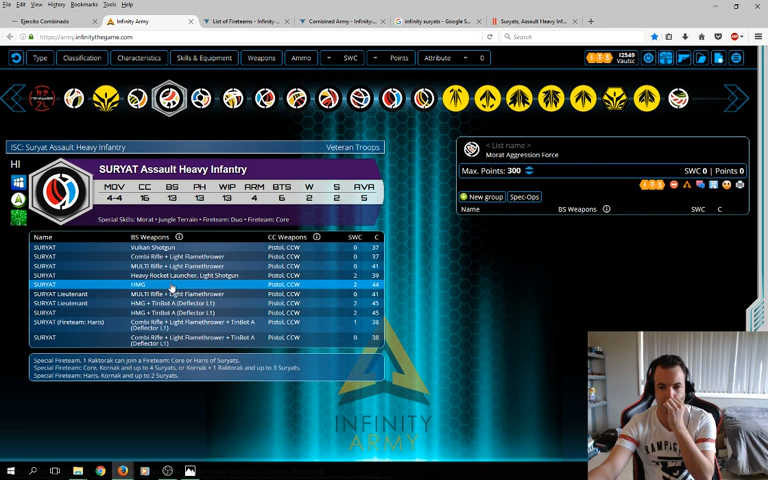 File Edit View History Bookmarks Tools Help
Ejercito Combinado
Infinity Army
List of Fireteams - Infinity ...
Combined Army - Infinity: ...
infinity suryats - Google S...
Suryats, Assault Heavy Inf...
https://army.infinitythegame.com
Search
Type Classification Characteristics Skills & Equipment Weapons Ammo - SWC - Points Attribute - 0
ITS
ISC: Suryat Assault Heavy Infantry Veteran Troops
< List name >
Morat Aggression Force
HI
SURYAT Assault Heavy Infantry
Max. Points: 300 SWC 0 | Points 0
MOV CC BS PH WIP ARM BTS W S AVA
4-4 16 13 13 13 4 6 2 2 5
ITS
New group Spec-Ops
Name BS Weapons SWC C
Special Skills: Morat • Jungle Terrain • Fireteam: Duo • Fireteam: Core
Name BS Weapons CC Weapons SWC C
SURYAT Vulkan Shotgun Pistol, CCW 0 37
SURYAT Combi Rifle + Light Flamethrower Pistol, CCW 0 37
SURYAT MULTI Rifle + Light Flamethrower Pistol, CCW 0 41
SURYAT Heavy Rocket Launcher, Light Shotgun Pistol, CCW 2 39
SURYAT HMG Pistol, CCW 2 44
SURYAT Lieutenant MULTI Rifle + Light Flamethrower Pistol, CCW 0 41
SURYAT Lieutenant HMG + TinBot A (Deflector L1) Pistol, CCW 2 45
SURYAT HMG + TinBot A (Deflector L1) Pistol, CCW 2 45
SURYAT (Fireteam: Haris) Combi Rifle + Light Flamethrower + TinBot A (Deflector L1) Pistol, CCW 1 38
SURYAT Combi Rifle + Light Flamethrower + TinBot A (Deflector L1) Pistol, CCW 0 38
Special Fireteam, 1 Raktorak can join a Fireteam: Core or Haris of Suryats.
Special Fireteam: Core, Kornak and up to 4 Suryats, or Kornak + 1 Raktorak and up to 3 Suryats.
Special Fireteam: Haris, Kornak and up to 2 Suryats.
INFINITY
ARMY
RAMPAG